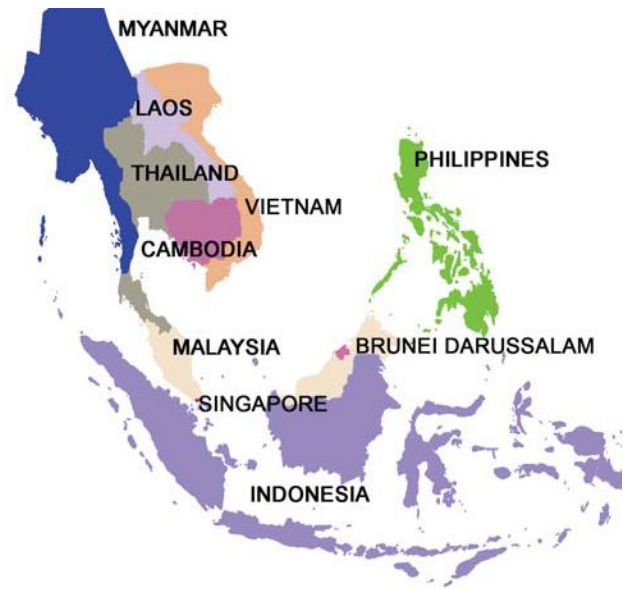 MYANMAR
LAOS
PHILIPPINES
THAILAND
VIETNAM
CAMBODIA
MALAYSIA
BRUNEI DARUSSALAM
SINGAPORE
INDONESIA